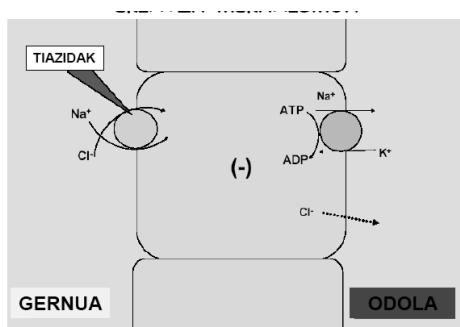 TIAZIDAK
Na⁺
Cl-
ATP
Na⁺
ADP
K⁺
(-)
Cl-
GERNUA
ODOLA